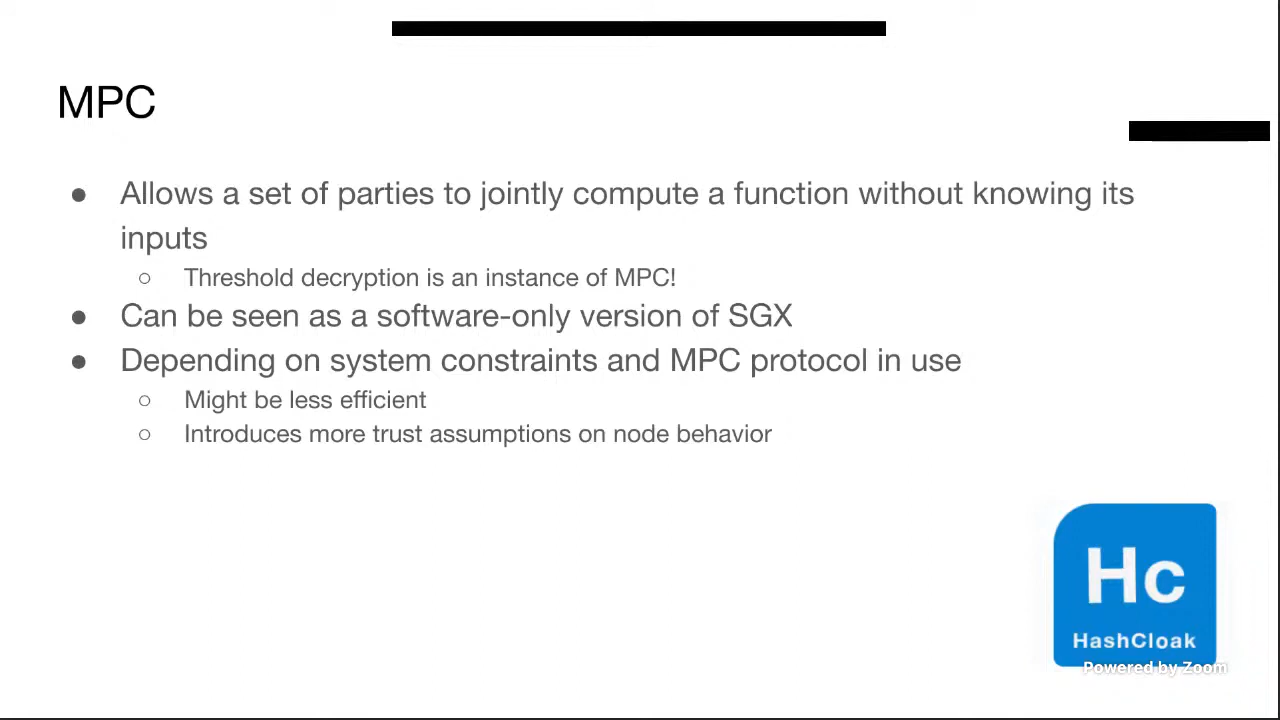 MPC
● Allows a set of parties to jointly compute a function without knowing its
inputs
○ Threshold decryption is an instance of MPC!
● Can be seen as a software-only version of SGX
● Depending on system constraints and MPC protocol in use
○ Might be less efficient
○ Introduces more trust assumptions on node behavior
Hc
HashCloak
Powered by Zoom